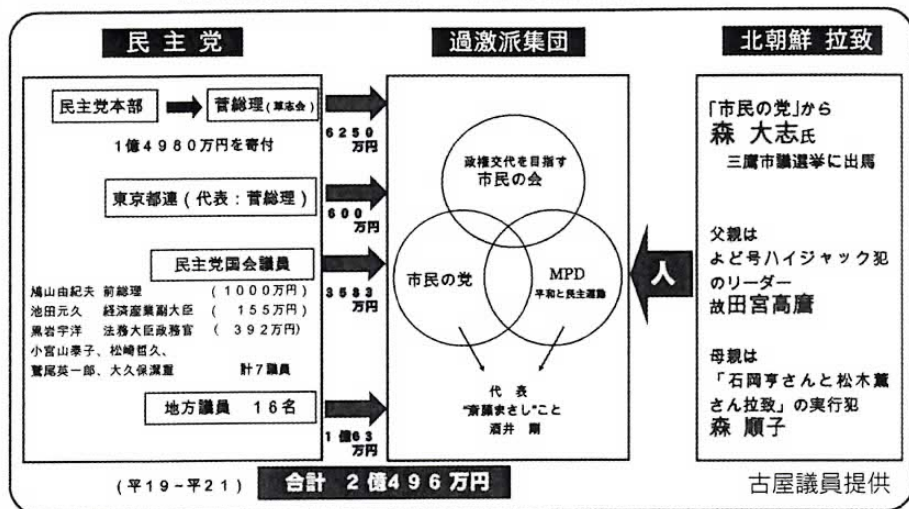 民主党
過激派集団
北朝鮮 拉致
民主党本部
菅総理(草志会)
1億4980万円を寄付
6250
万円
東京都連(代表:菅総理)
600
万円
民主党国会議員
3583
万円
鳩山由紀夫 前総理 (1000万円)
池田元久 経済産業副大臣 (155万円)
黒岩宇洋 法務大臣政務官 (392万円)
小宮山泰子、松崎哲久、
鷲尾英一郎、大久保潔重 計7議員
地方議員 16名
1億63
万円
(平19-平21)
合計 2億496万円
政権交代を目指す
市民の会
市民の党
MPD
平和と民主運動
代 表
"斎藤まさし"こと
酒井 剛
人
「市民の党」から
森 大志氏
三鷹市議選挙に出馬
父親は
よど号ハイジャック犯
のリーダー
故田宮高麿
母親は
「石岡亨さんと松木薫
さん拉致」の実行犯
森 順子
古屋議員提供